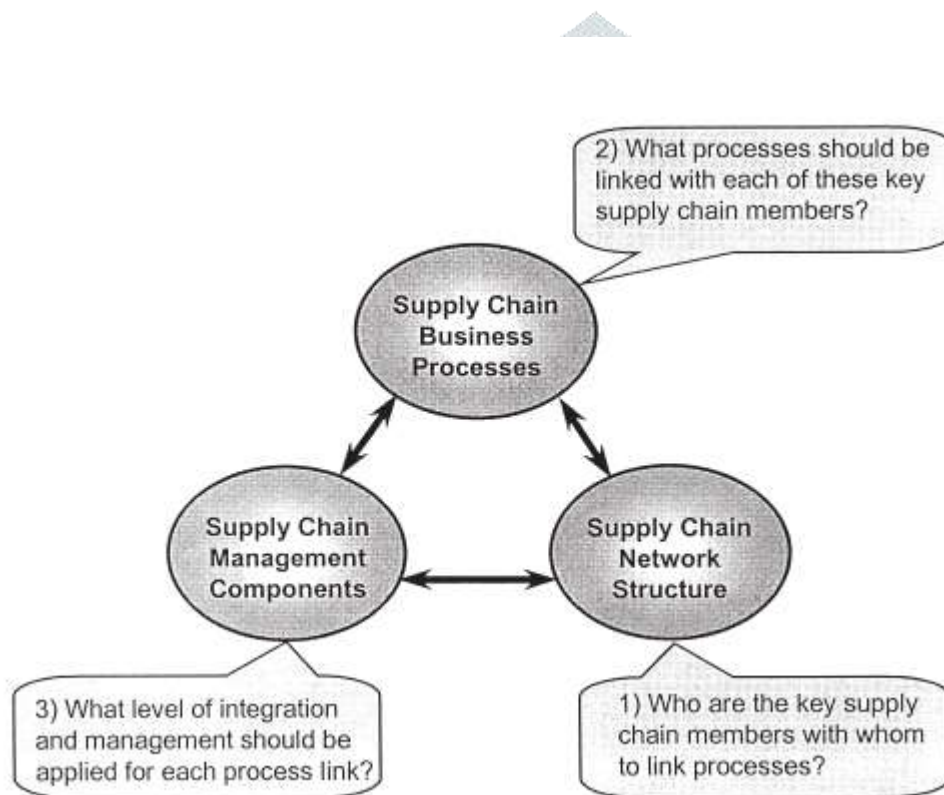 2) What processes should be
linked with each of these key
supply chain members?
Supply Chain
Business
Processes
Supply Chain
Management
Components
Supply Chain
Network
Structure
3) What level of integration
and management should be
applied for each process link?
1) Who are the key supply
chain members with whom
to link processes?